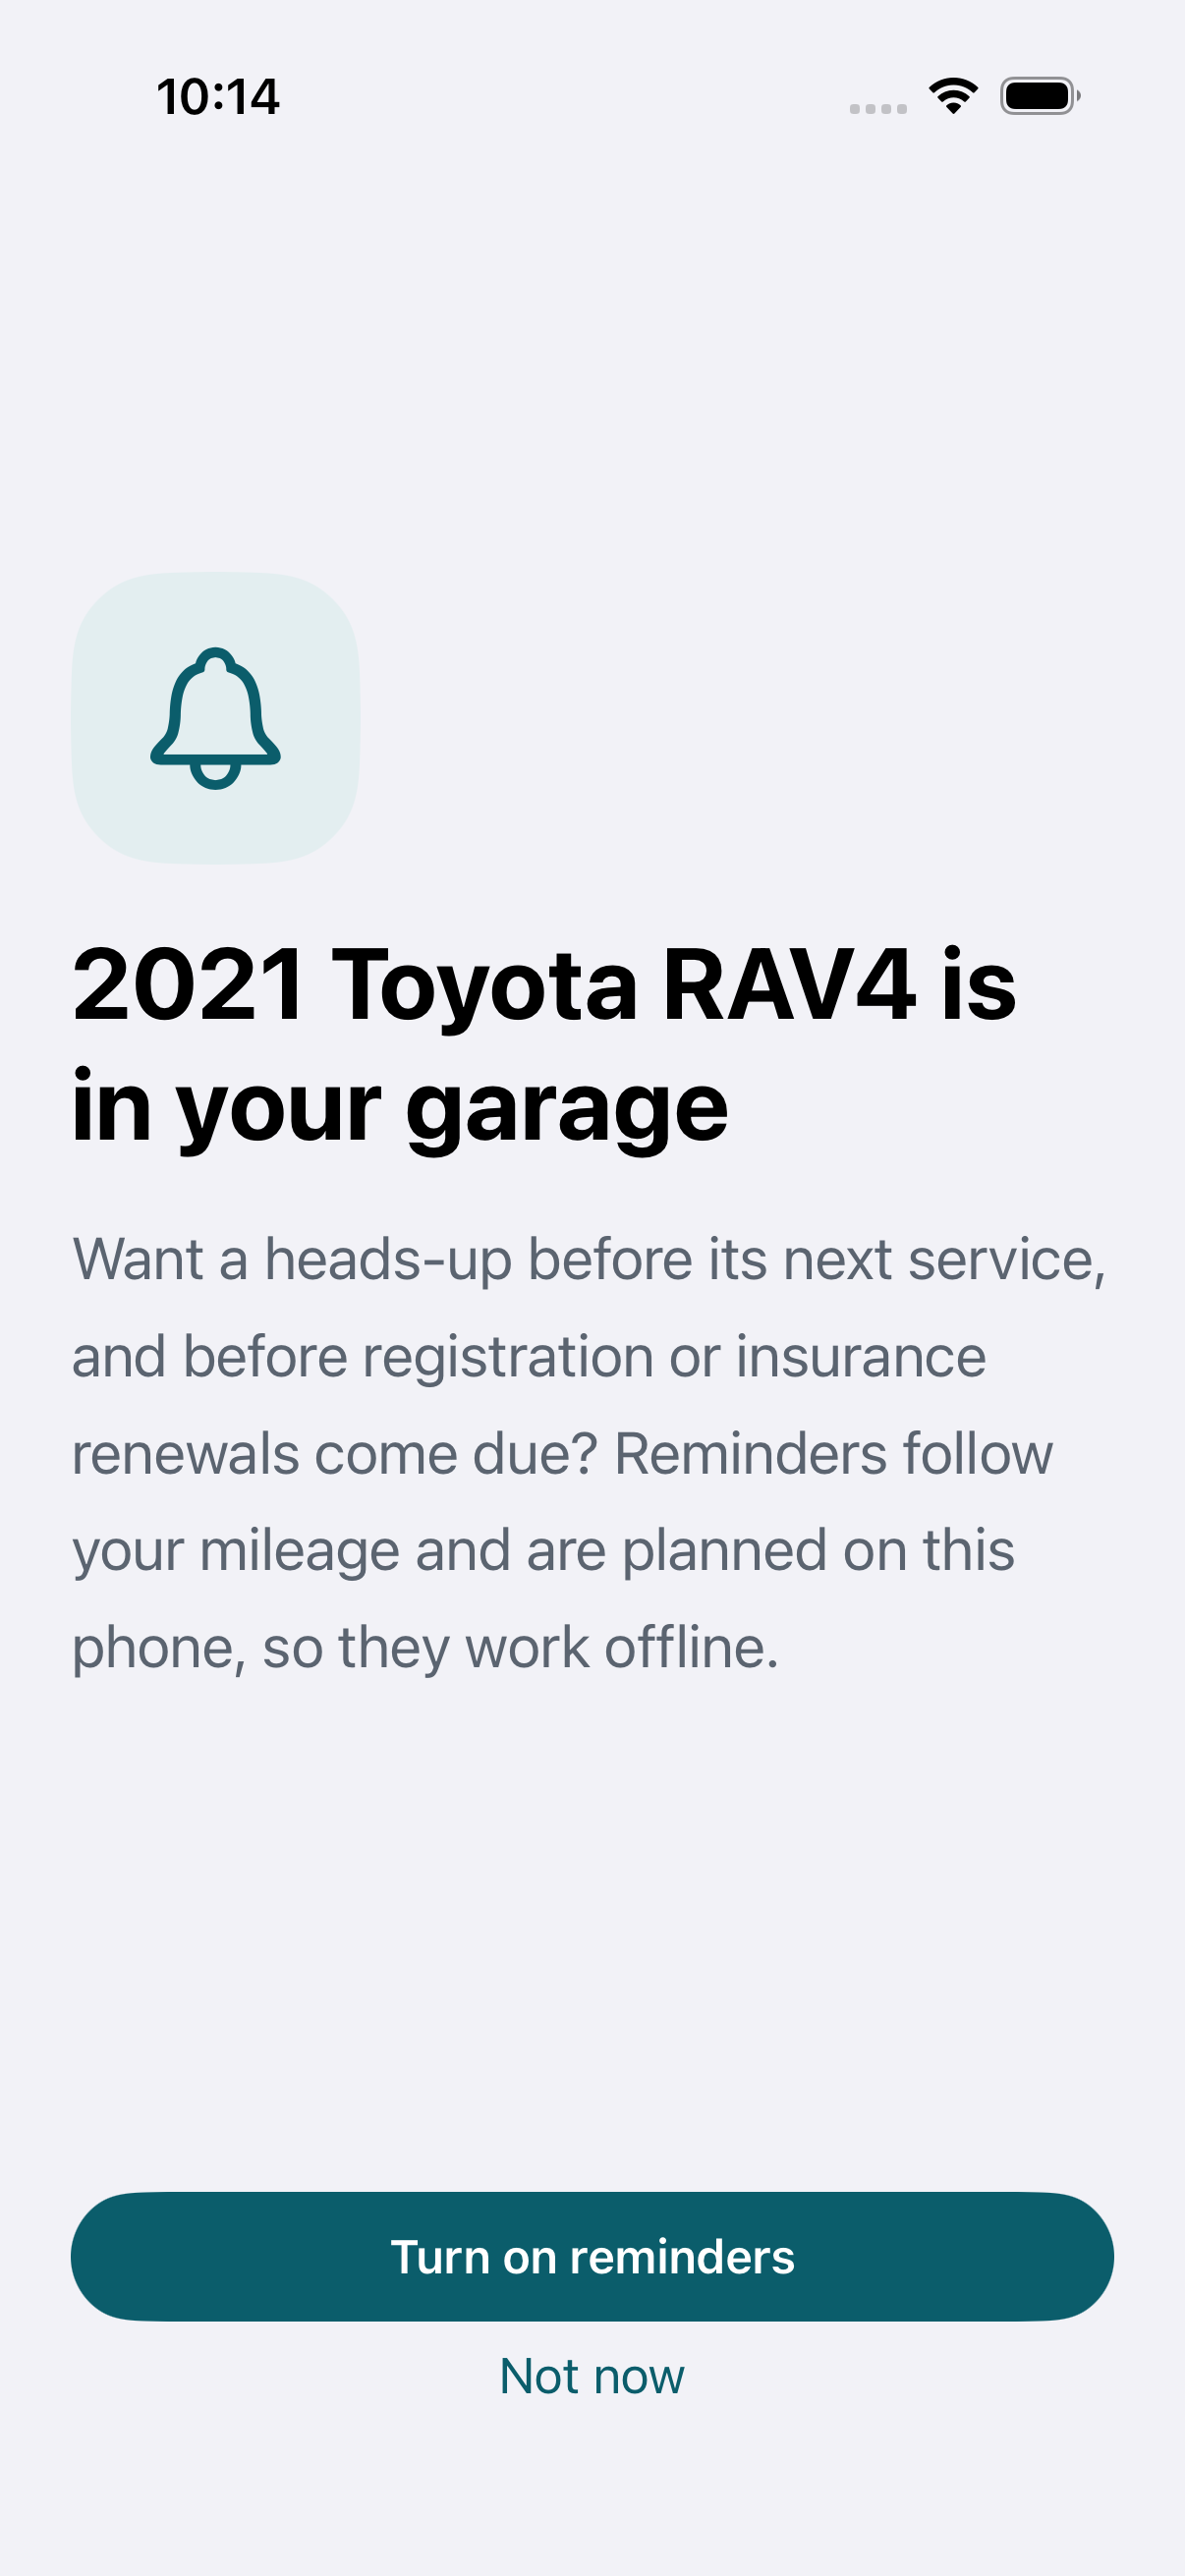 10:14
2021 Toyota RAV4 is
in your garage
Want a heads-up before its next service,
and before registration or insurance
renewals come due? Reminders follow
your mileage and are planned on this
phone, so they work offline.
Turn on reminders
Not now